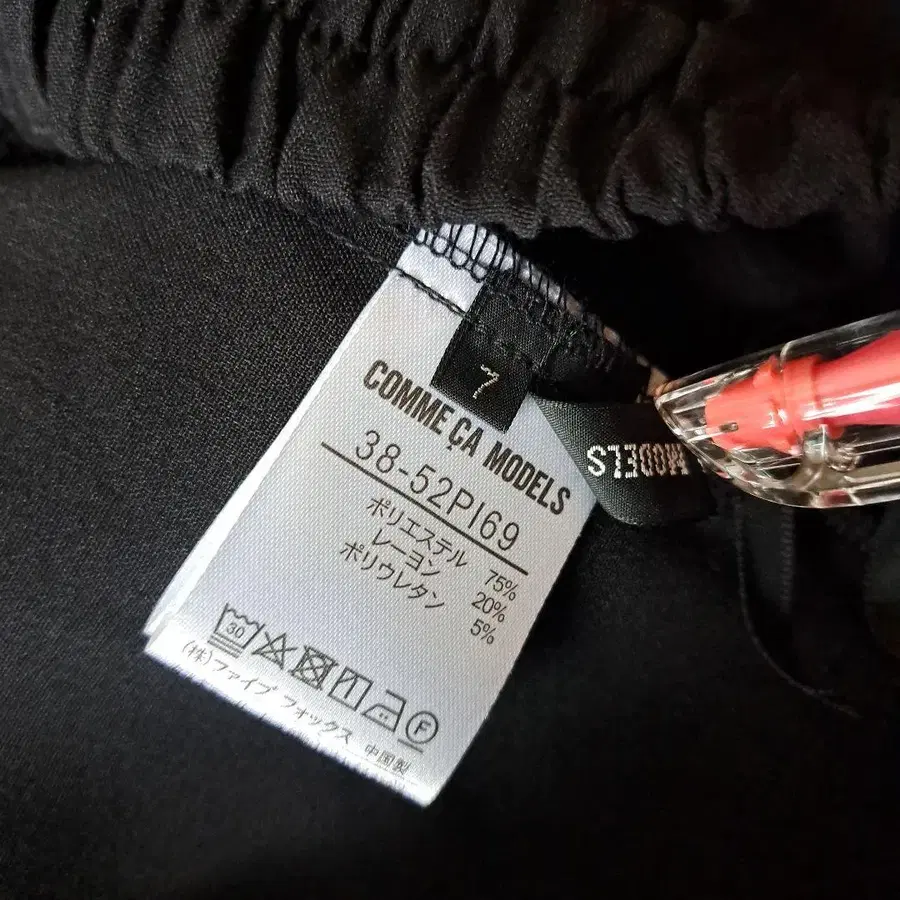 7
COMME ÇA MODELS
38-52PI69
ポリエステル 75%
レーヨン 20%
ポリウレタン 5%
30
F
(株)ファイブ フォックス 中国製
MODELS